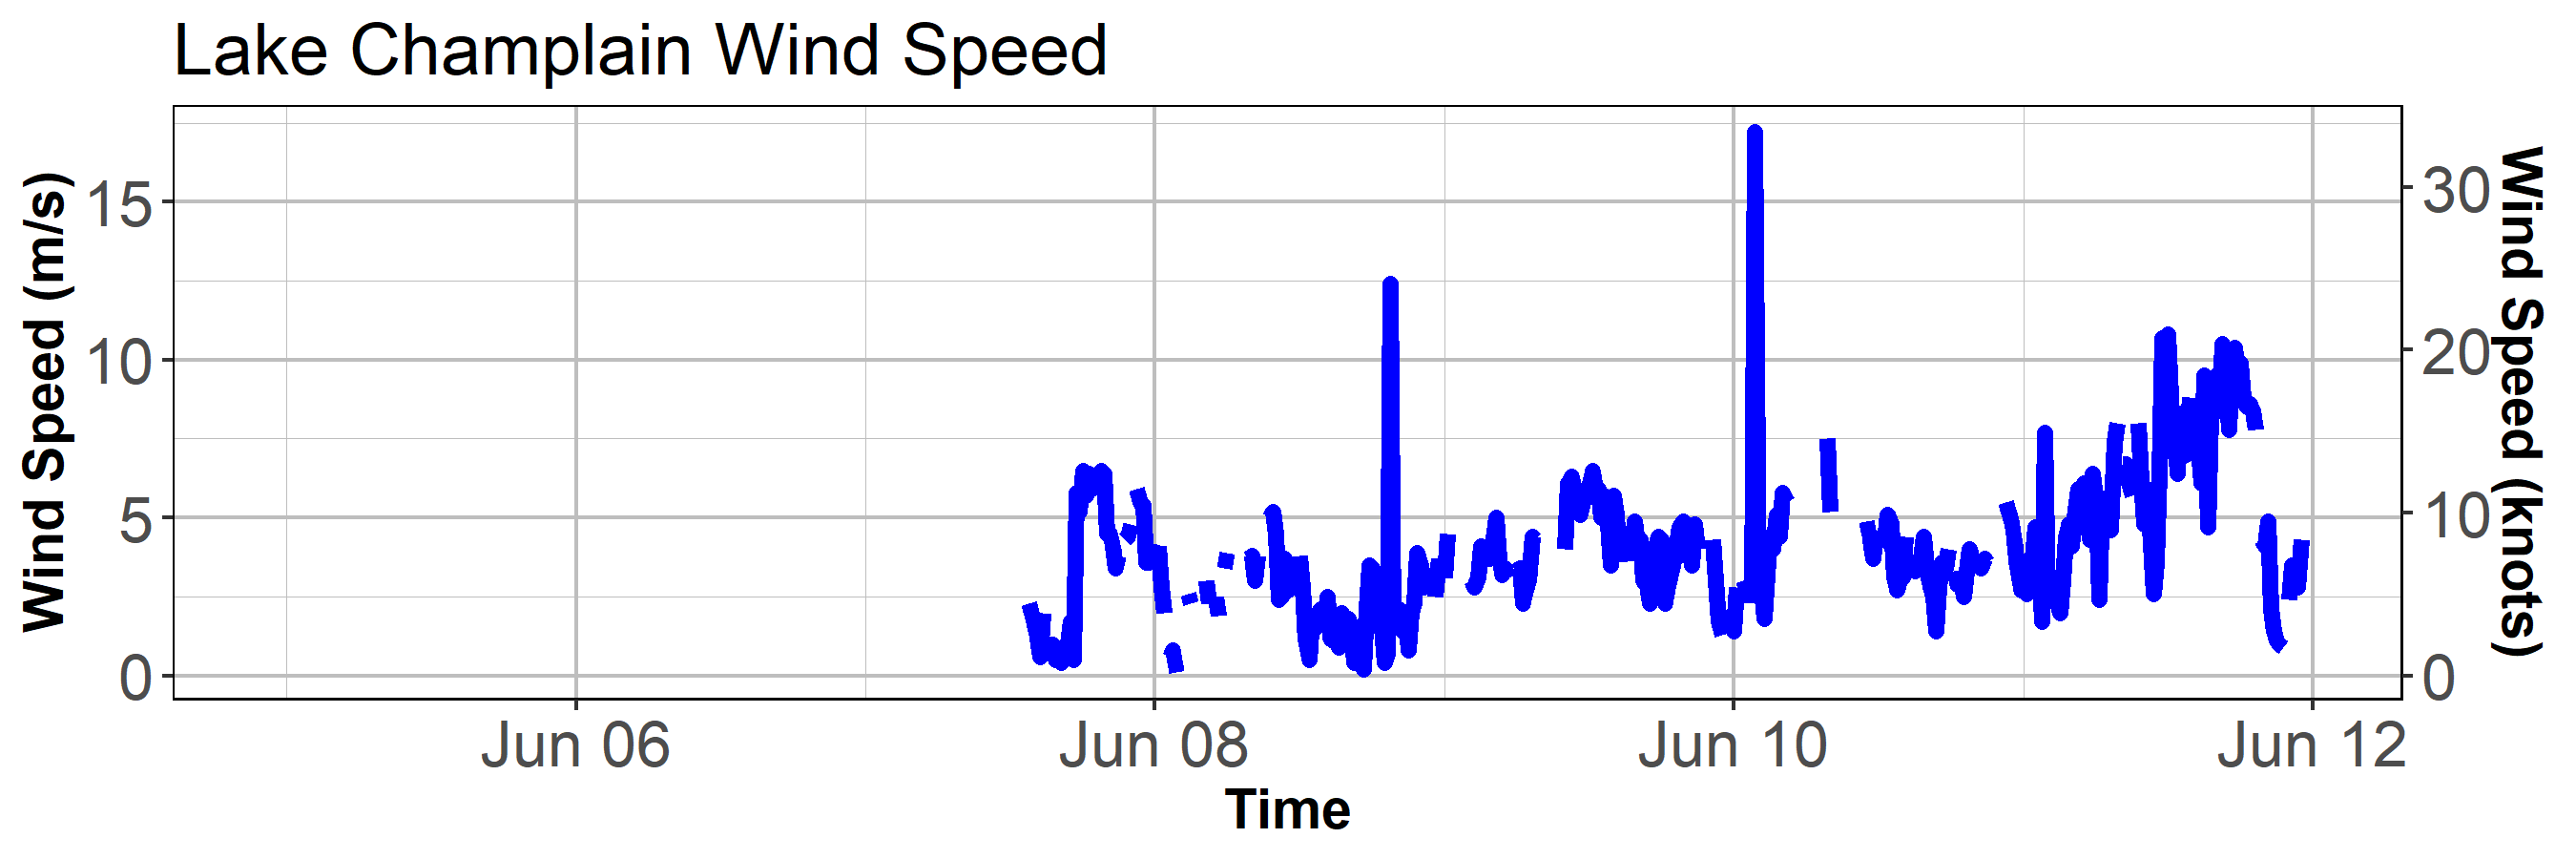 Lake Champlain Wind Speed
Wind Speed (m/s)
15
10
5
0
30
20
10
0
Wind Speed (knots)
Jun 06
Jun 08
Jun 10
Jun 12
Time